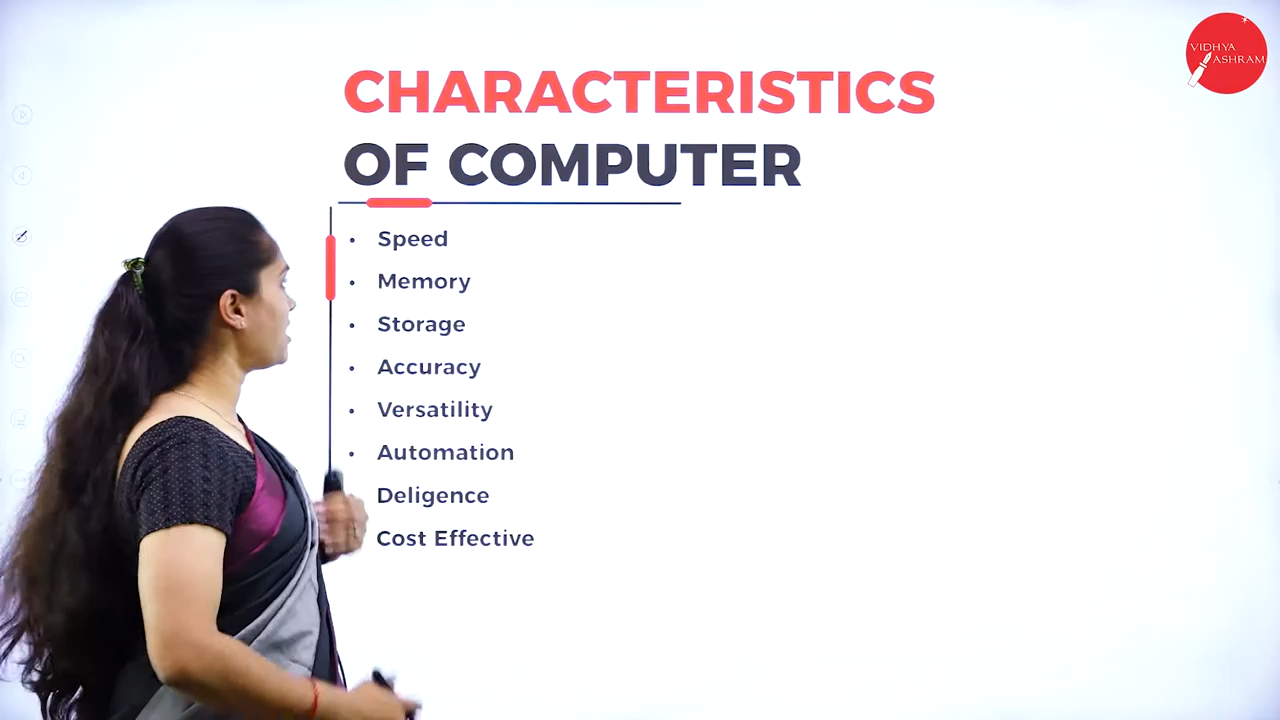 VIDHYA
ASHRAM
CHARACTERISTICS
OF COMPUTER
• Speed
• Memory
• Storage
• Accuracy
• Versatility
• Automation
Deligence
Cost Effective